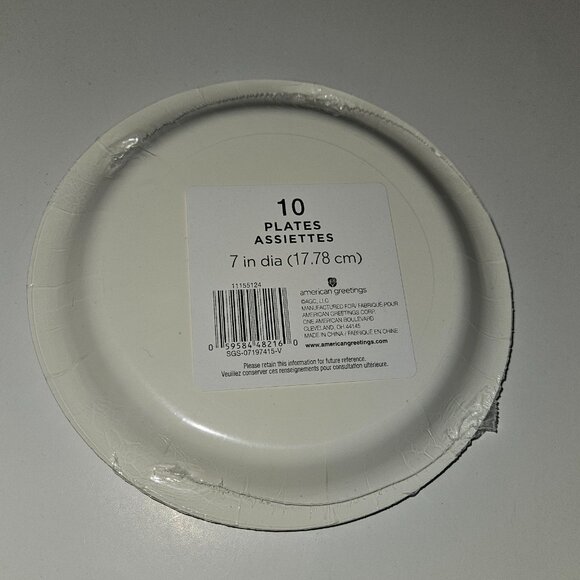 10
PLATES
ASSIETTES
7 in dia (17.78 cm)
11155124
0 59584 48216 0
SGS-07197415-V
american greetings
©AGC, LLC
MANUFACTURED FOR/ FABRIQUÉ POUR
AMERICAN GREETINGS CORP.
ONE AMERICAN BOULEVARD
CLEVELAND, OH 44145
MADE IN CHINA / FABRIQUÉ EN CHINE
www.americangreetings.com
Please retain this information for future reference.
Veuillez conserver ces renseignements pour consultation ultérieure.